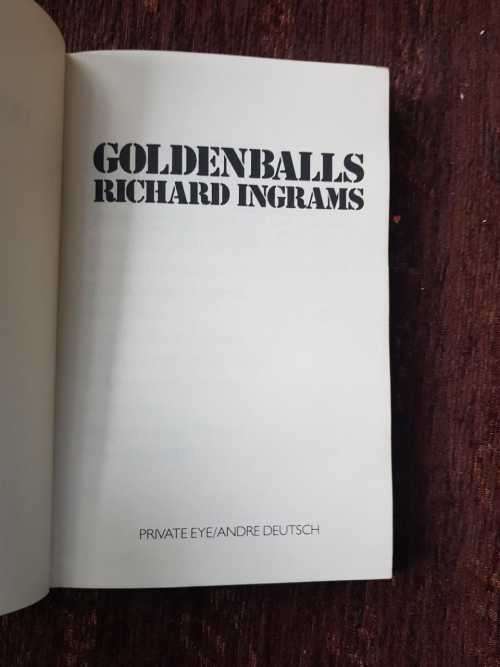 GOLDENBALLS
RICHARD INGRAMS
PRIVATE EYE/ANDRE DEUTSCH